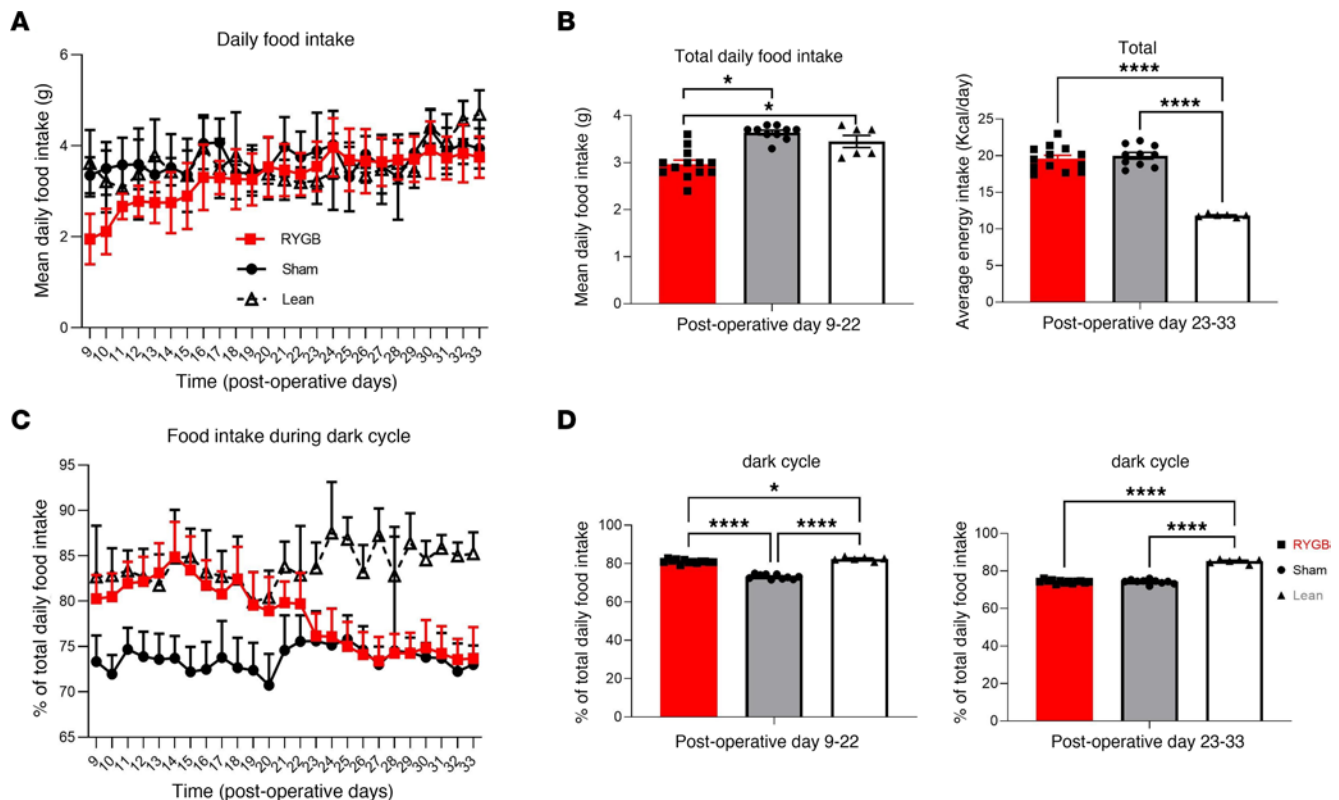 A
Daily food intake
Mean daily food intake (g)
6
4
2
0
RYGB
Sham
Lean
9 10 11 12 13 14 15 16 17 18 19 20 21 22 23 24 25 26 27 28 29 30 31 32 33
Time (post-operative days)
B
Total daily food intake
*
*
Mean daily food intake (g)
4
3
2
1
0
Post-operative day 9-22
Total
****
****
Average energy intake (Kcal/day)
25
20
15
10
5
0
Post-operative day 23-33
C
Food intake during dark cycle
% of total daily food intake
95
90
85
80
75
70
65
9 10 11 12 13 14 15 16 17 18 19 20 21 22 23 24 25 26 27 28 29 30 31 32 33
Time (post-operative days)
D
dark cycle
*
**** ****
% of total daily food intake
100
80
60
40
20
0
Post-operative day 9-22
dark cycle
****
****
% of total daily food intake
100
80
60
40
20
0
Post-operative day 23-33
RYGB
Sham
Lean